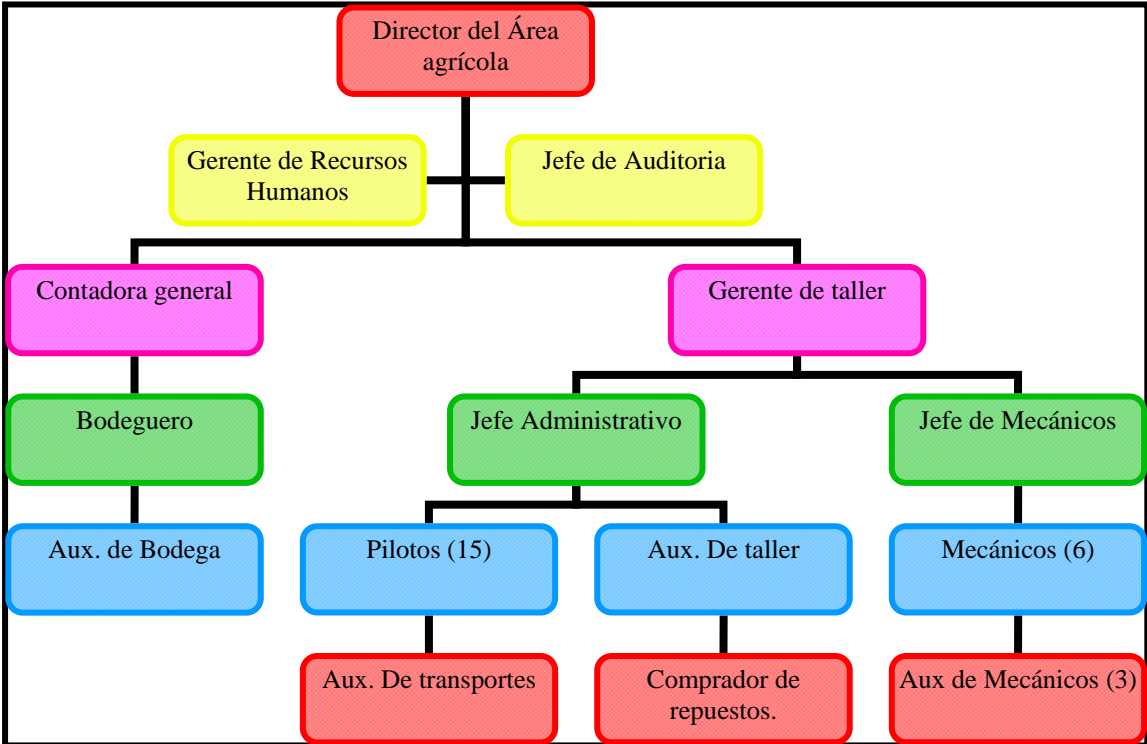 Director del Área
agrícola
Gerente de Recursos
Humanos
Jefe de Auditoria
Contadora general
Gerente de taller
Bodeguero
Jefe Administrativo
Jefe de Mecánicos
Aux. de Bodega
Pilotos (15)
Aux. De taller
Mecánicos (6)
Aux. De transportes
Comprador de
repuestos.
Aux de Mecánicos (3)